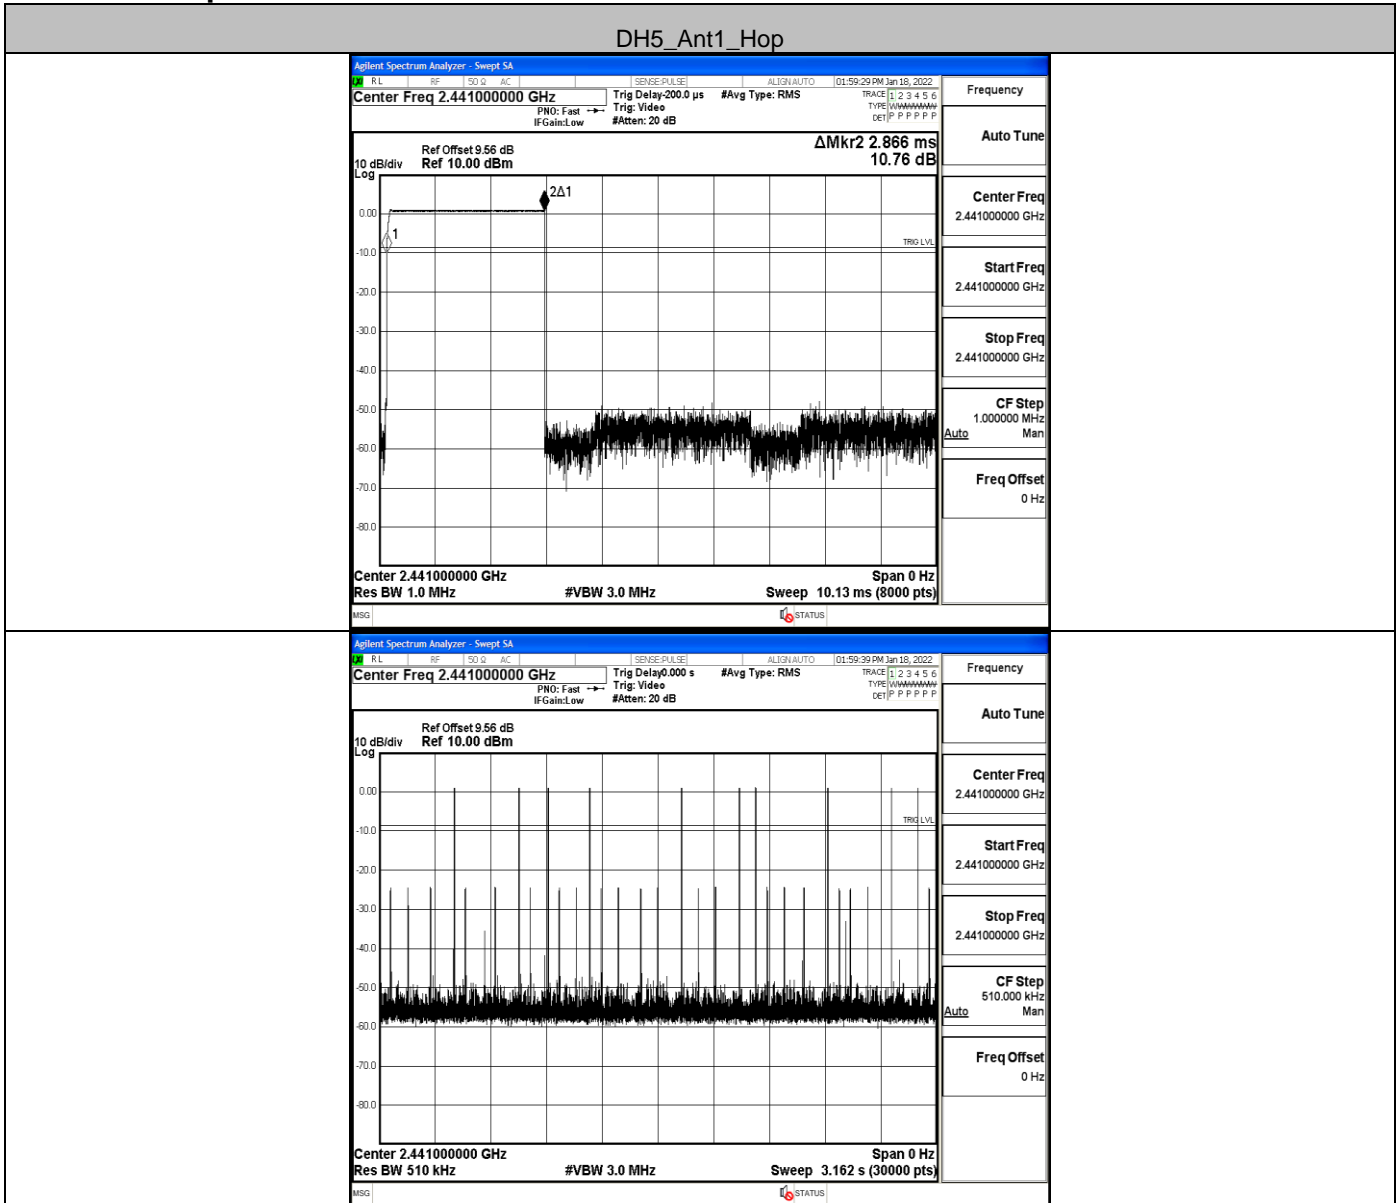 DH5_Ant1_Hop
Agilent Spectrum Analyzer - Swept SA
RL RF 50 Ω AC SENSE:PULSE ALIGN AUTO 01:59:29 PM Jan 18, 2022
Center Freq 2.441000000 GHz
PNO: Fast
IFGain:Low
Trig Delay-200.0 µs
Trig: Video
#Atten: 20 dB
#Avg Type: RMS
TRACE 1 2 3 4 5 6
TYPE
DET P P P P P P
ΔMkr2 2.866 ms
10.76 dB
Ref Offset 9.56 dB
10 dB/div Ref 10.00 dBm
Log
2Δ1
0.00
1
TRIG LVL
-10.0
-20.0
-30.0
-40.0
-50.0
-60.0
-70.0
-80.0
Center 2.441000000 GHz Span 0 Hz
Res BW 1.0 MHz #VBW 3.0 MHz Sweep 10.13 ms (8000 pts)
MSG STATUS
Frequency
Auto Tune
Center Freq
2.441000000 GHz
Start Freq
2.441000000 GHz
Stop Freq
2.441000000 GHz
CF Step
1.000000 MHz
Auto Man
Freq Offset
0 Hz
Agilent Spectrum Analyzer - Swept SA
RL RF 50 Ω AC SENSE:PULSE ALIGN AUTO 01:59:39 PM Jan 18, 2022
Center Freq 2.441000000 GHz
PNO: Fast
IFGain:Low
Trig Delay0.000 s
Trig: Video
#Atten: 20 dB
#Avg Type: RMS
TRACE 1 2 3 4 5 6
TYPE
DET P P P P P P
Ref Offset 9.56 dB
10 dB/div Ref 10.00 dBm
Log
0.00
TRIG LVL
-10.0
-20.0
-30.0
-40.0
-50.0
-60.0
-70.0
-80.0
Center 2.441000000 GHz Span 0 Hz
Res BW 510 kHz #VBW 3.0 MHz Sweep 3.162 s (30000 pts)
MSG STATUS
Frequency
Auto Tune
Center Freq
2.441000000 GHz
Start Freq
2.441000000 GHz
Stop Freq
2.441000000 GHz
CF Step
510.000 kHz
Auto Man
Freq Offset
0 Hz